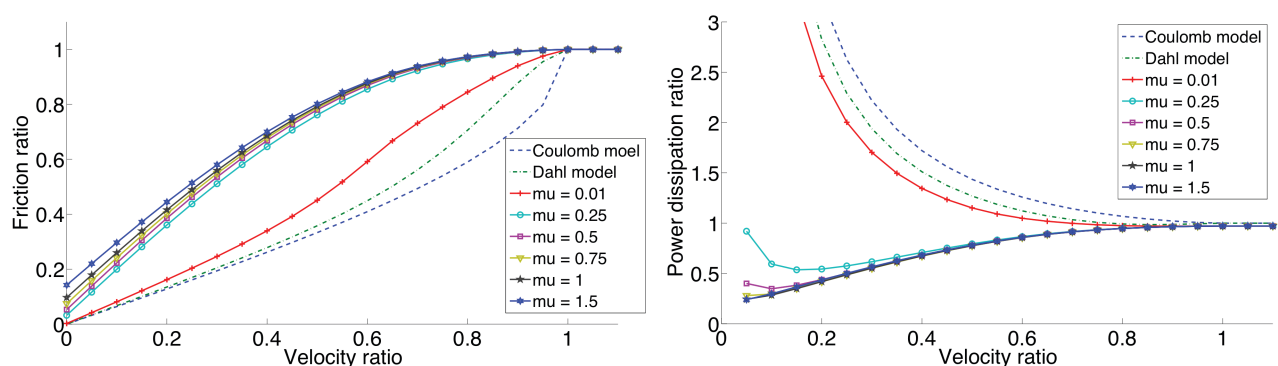 Friction ratio
1
0.8
0.6
0.4
0.2
0
0 0.2 0.4 0.6 0.8 1
Velocity ratio
Coulomb moel
Dahl model
mu = 0.01
mu = 0.25
mu = 0.5
mu = 0.75
mu = 1
mu = 1.5
Power dissipation ratio
3
2.5
2
1.5
1
0.5
0
0.2 0.4 0.6 0.8 1
Velocity ratio
Coulomb model
Dahl model
mu = 0.01
mu = 0.25
mu = 0.5
mu = 0.75
mu = 1
mu = 1.5